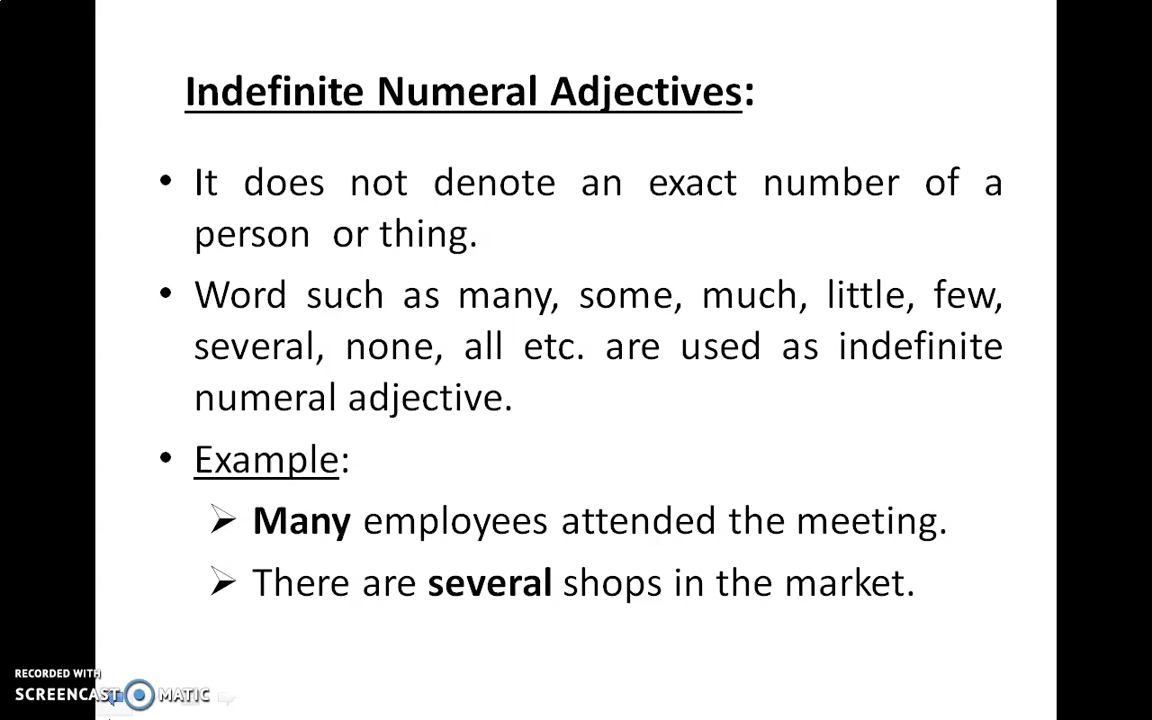 Indefinite Numeral Adjectives:
• It does not denote an exact number of a
person or thing.
• Word such as many, some, much, little, few,
several, none, all etc. are used as indefinite
numeral adjective.
• Example:
➢ Many employees attended the meeting.
➢ There are several shops in the market.
RECORDED WITH
SCREENCAST MATIC